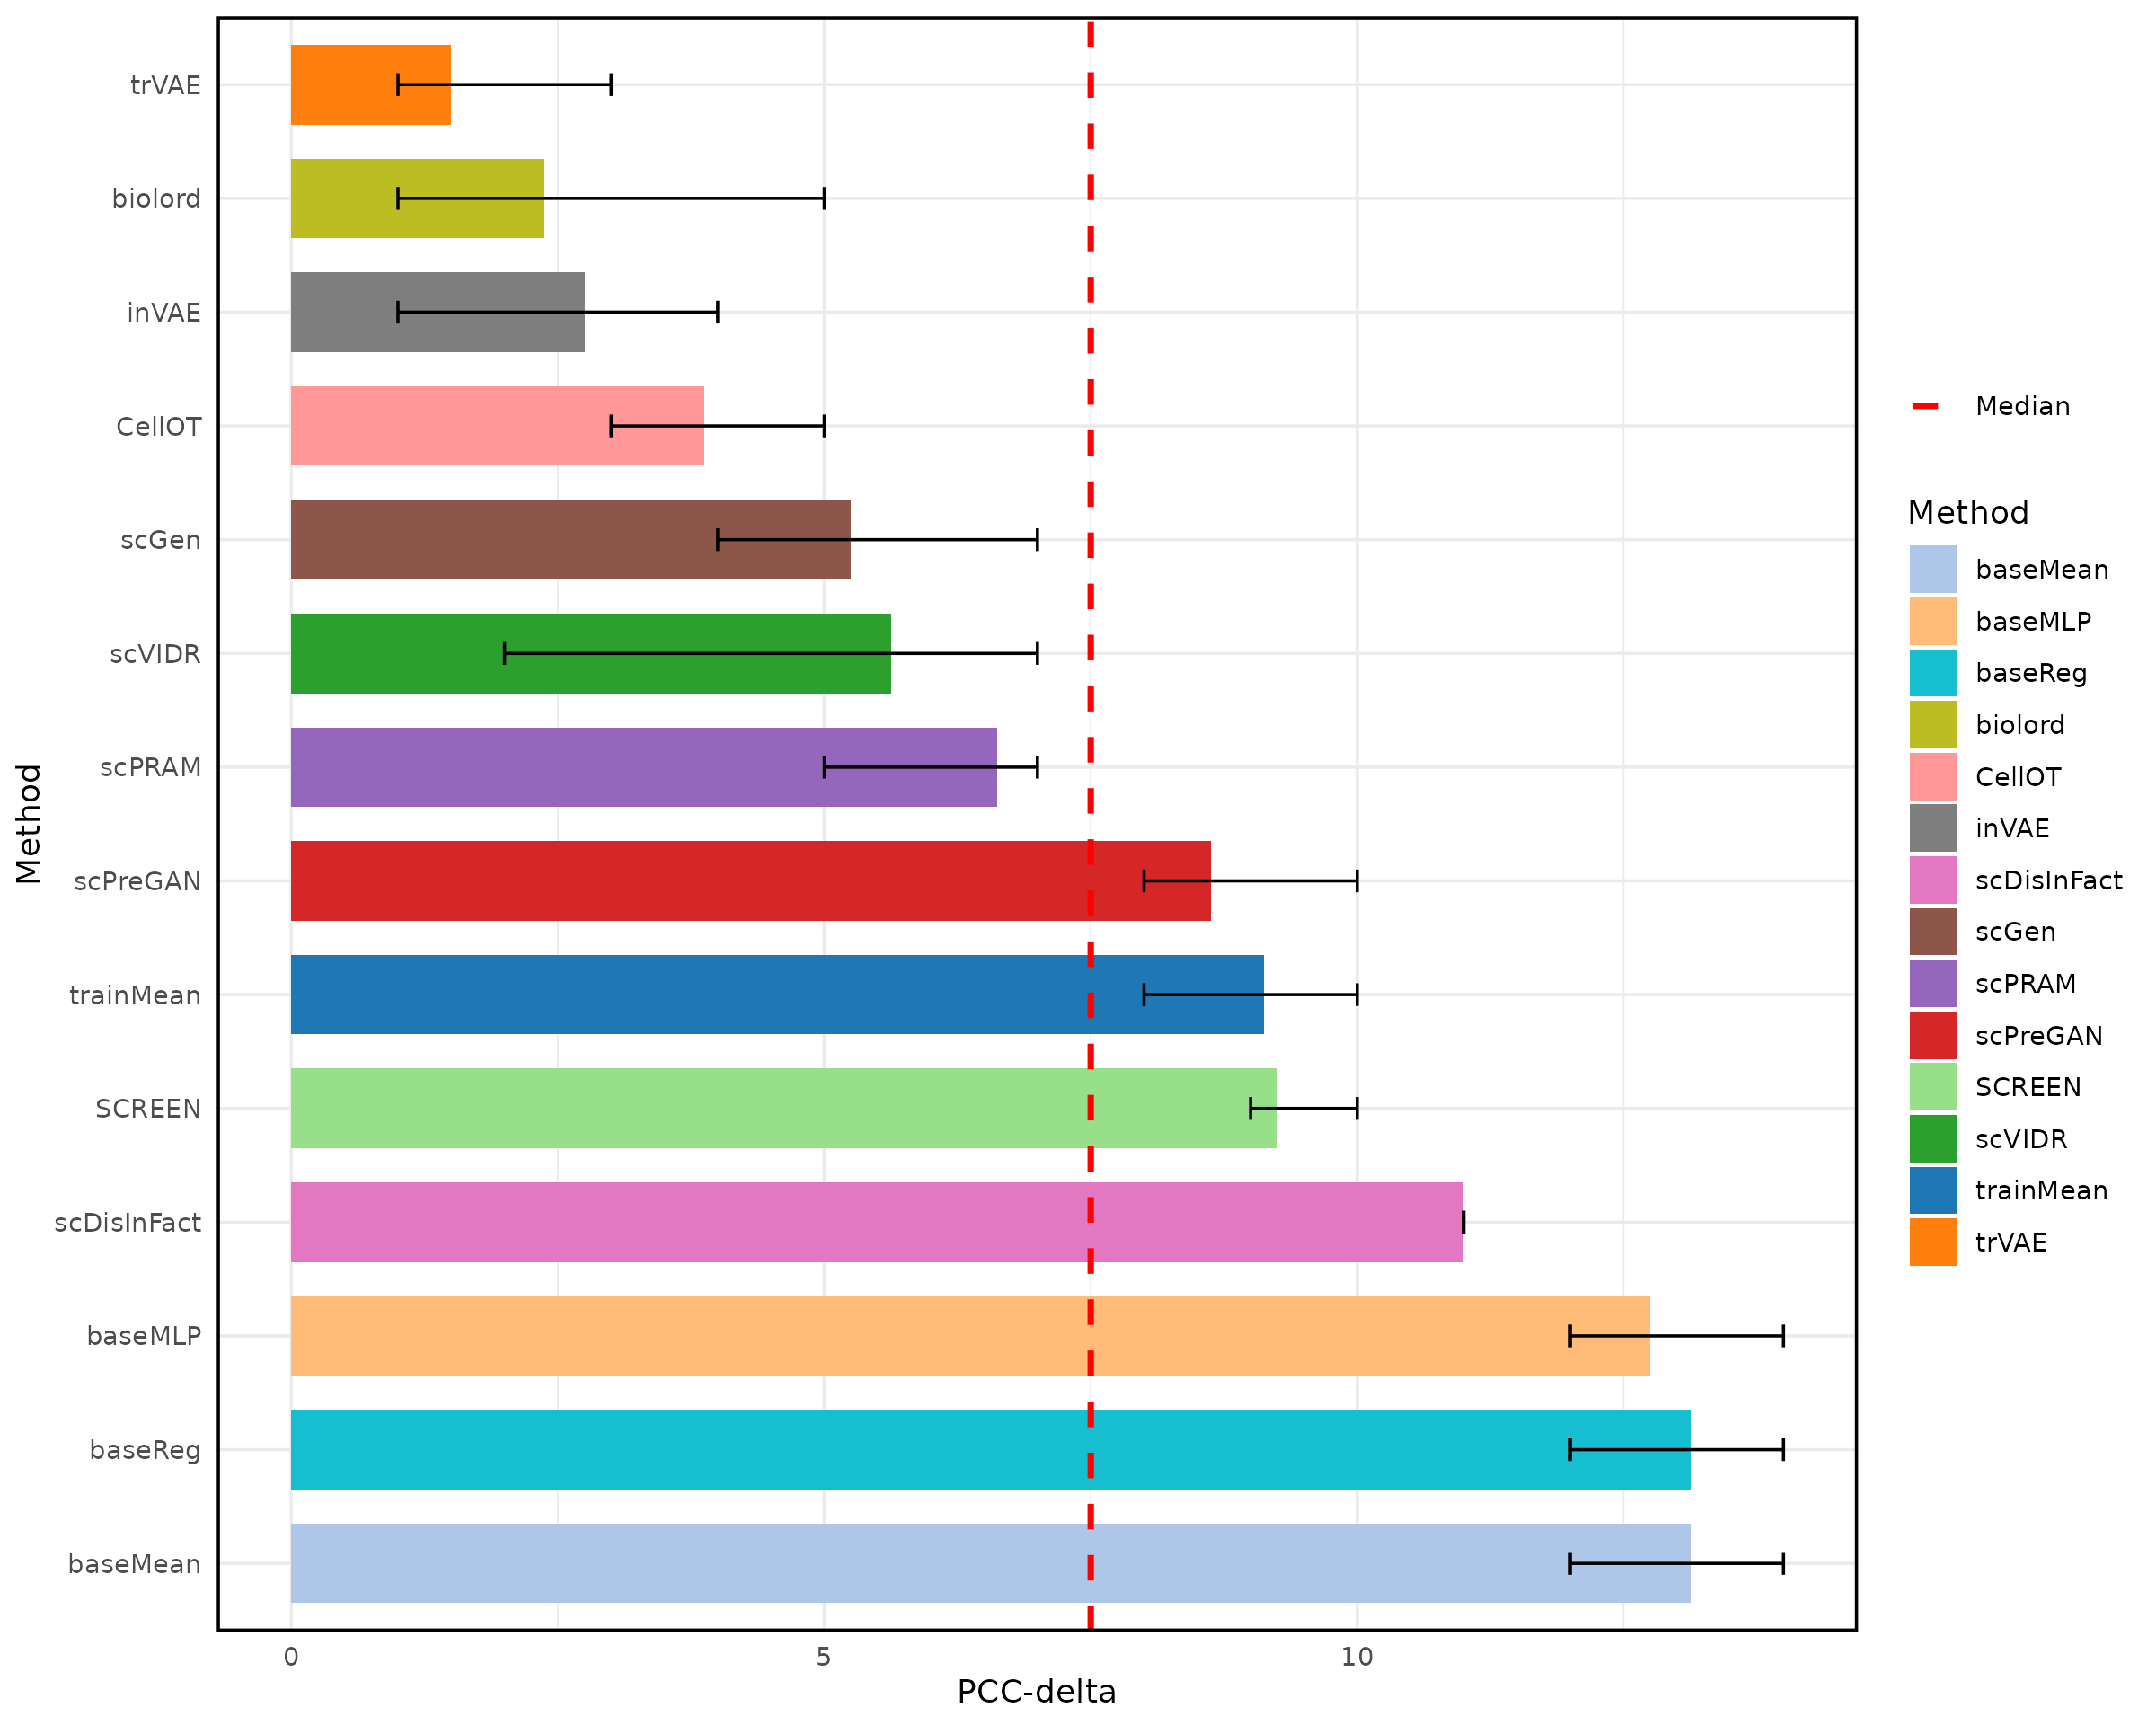 Method
trVAE
biolord
inVAE
CellOT
scGen
scVIDR
scPRAM
scPreGAN
trainMean
SCREEN
scDisInFact
baseMLP
baseReg
baseMean
0 5 10
PCC-delta
Median
Method
baseMean
baseMLP
baseReg
biolord
CellOT
inVAE
scDisInFact
scGen
scPRAM
scPreGAN
SCREEN
scVIDR
trainMean
trVAE